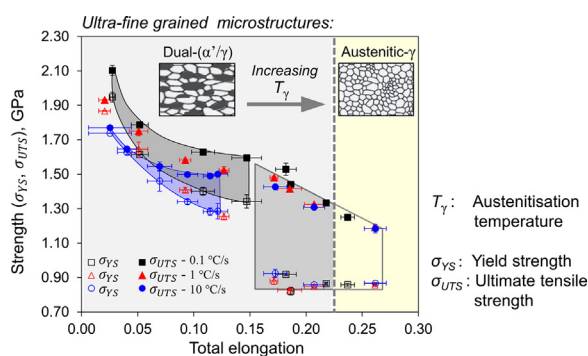 Ultra-fine grained microstructures:
Dual-(α’/γ)
Austenitic-γ
Increasing
Tγ
Strength (σYS, σUTS), GPa
2.10
1.90
1.70
1.50
1.30
1.10
0.90
0.70
σYS σUTS - 0.1 °C/s
σYS σUTS - 1 °C/s
σYS σUTS - 10 °C/s
0.00 0.05 0.10 0.15 0.20 0.25 0.30
Total elongation
Tγ : Austenitisation
temperature
σYS : Yield strength
σUTS : Ultimate tensile
strength